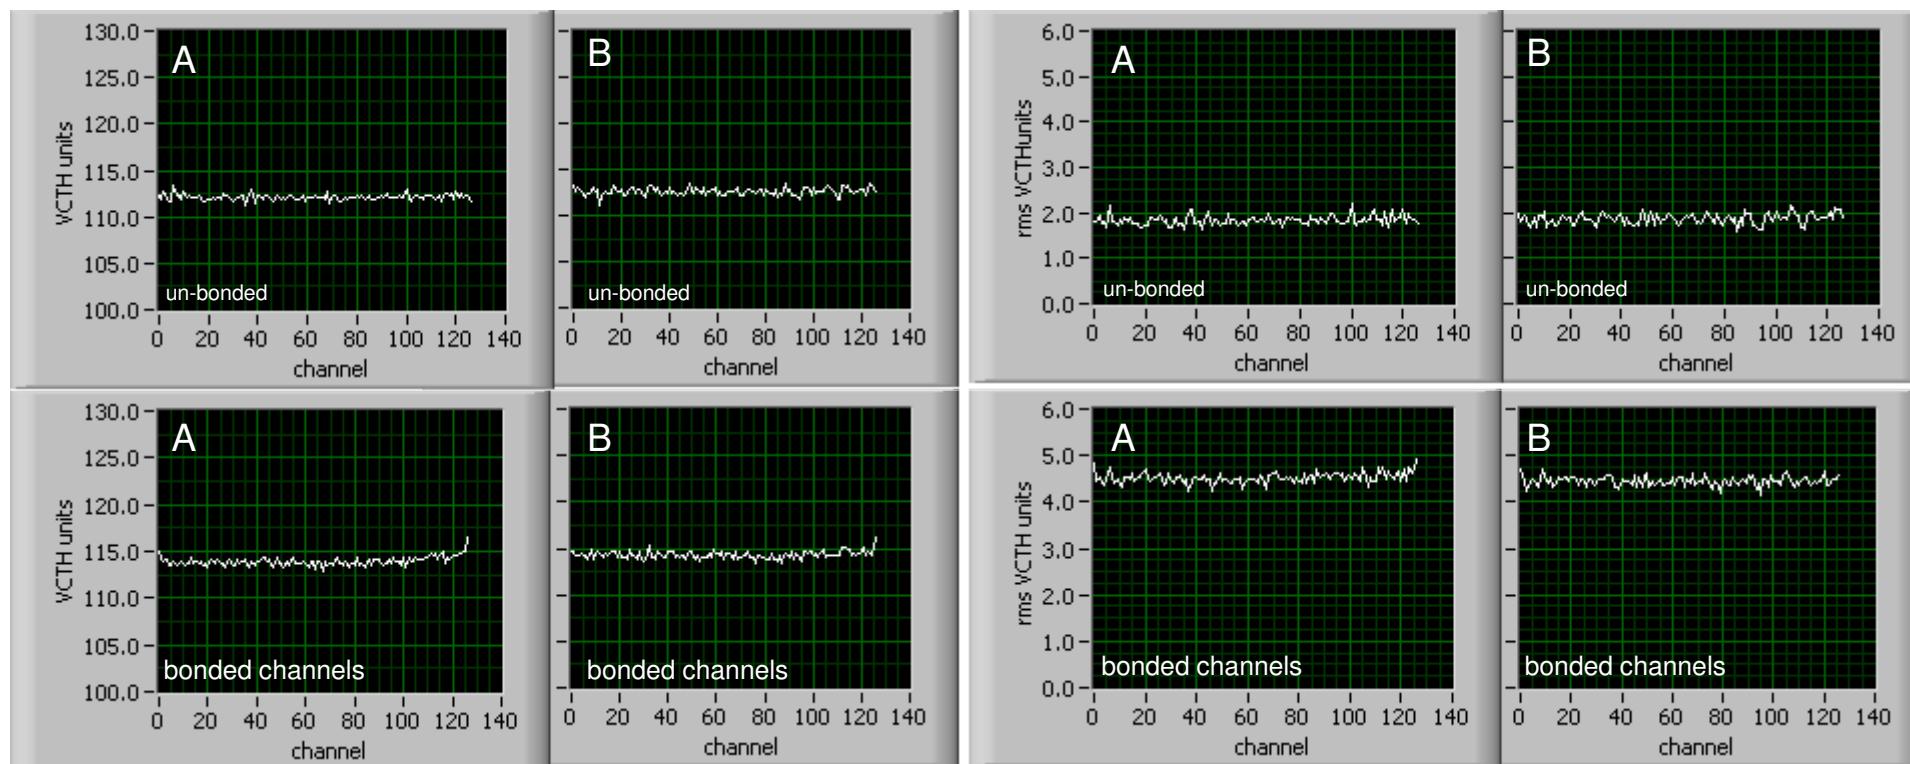 130.0
125.0
120.0
115.0
110.0
105.0
100.0
VCTH units
A
un-bonded
0 20 40 60 80 100 120 140
channel
B
un-bonded
0 20 40 60 80 100 120 140
channel
6.0
5.0
4.0
3.0
2.0
1.0
0.0
rms VCTHunits
A
un-bonded
0 20 40 60 80 100 120 140
channel
B
un-bonded
0 20 40 60 80 100 120 140
channel
130.0
125.0
120.0
115.0
110.0
105.0
100.0
VCTH units
A
bonded channels
0 20 40 60 80 100 120 140
channel
B
bonded channels
0 20 40 60 80 100 120 140
channel
6.0
5.0
4.0
3.0
2.0
1.0
0.0
rms VCTH units
A
bonded channels
0 20 40 60 80 100 120 140
channel
B
bonded channels
0 20 40 60 80 100 120 140
channel